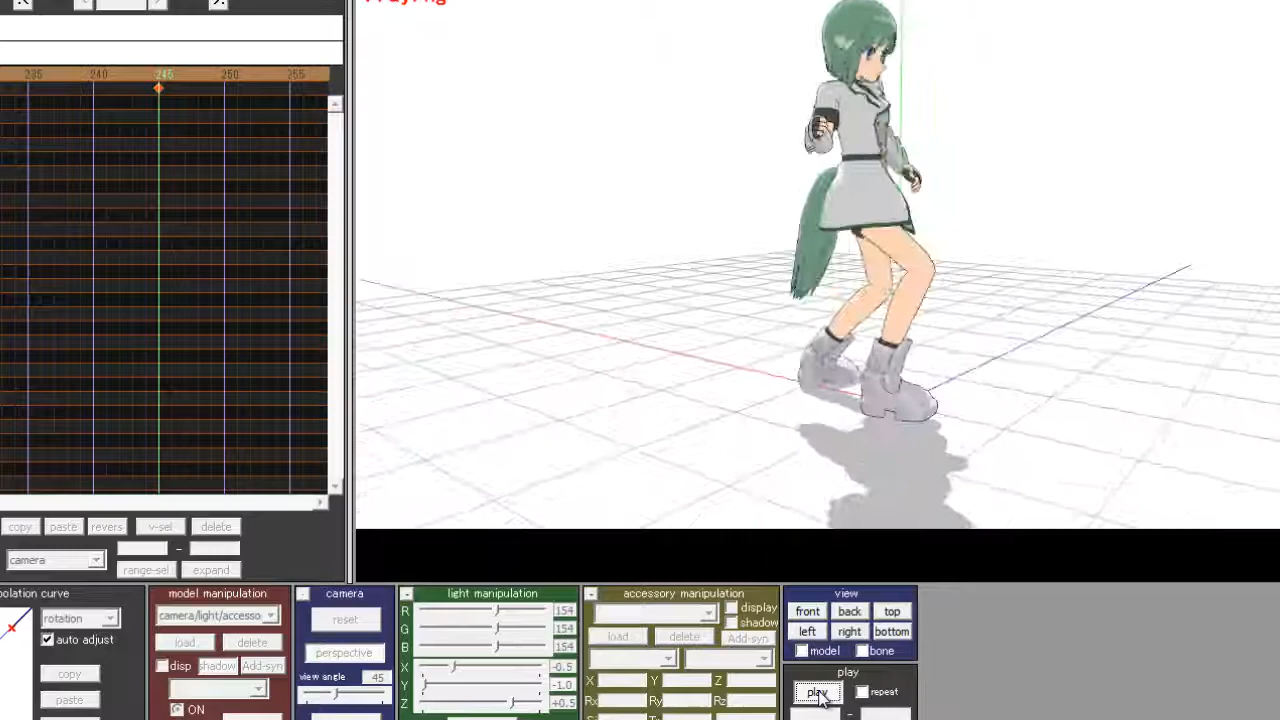 Playing
235 240 245 250 255
copy paste revers v-sel delete
camera -
range-sel expand
rotation
auto adjust
copy
paste
model manipulation
camera/light/accesso
load delete
disp shadow Add-syn
ON
camera
reset
perspective
view angle 45
light manipulation
R 154
G 154
B 154
X -0.5
Y -1.0
Z +0.5
accessory manipulation
display
shadow
load delete Add-syn
X Y Z
Rx Ry Rz
view
front back top
left right bottom
model bone
play
play repeat
-